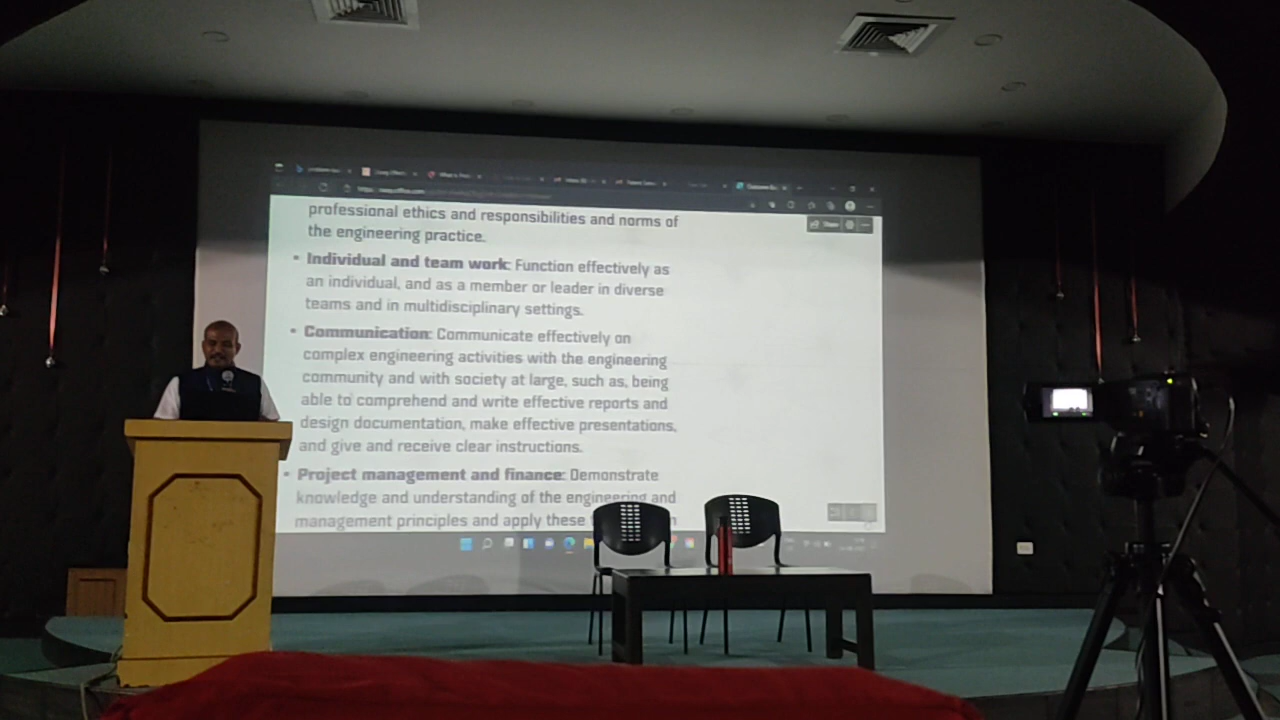 https://
professional ethics and responsibilities and norms of
the engineering practice.
Share
• Individual and team work: Function effectively as
an individual, and as a member or leader in diverse
teams and in multidisciplinary settings.
• Communication: Communicate effectively on
complex engineering activities with the engineering
community and with society at large, such as, being
able to comprehend and write effective reports and
design documentation, make effective presentations,
and give and receive clear instructions.
• Project management and finance: Demonstrate
knowledge and understanding of the engineering and
management principles and apply these